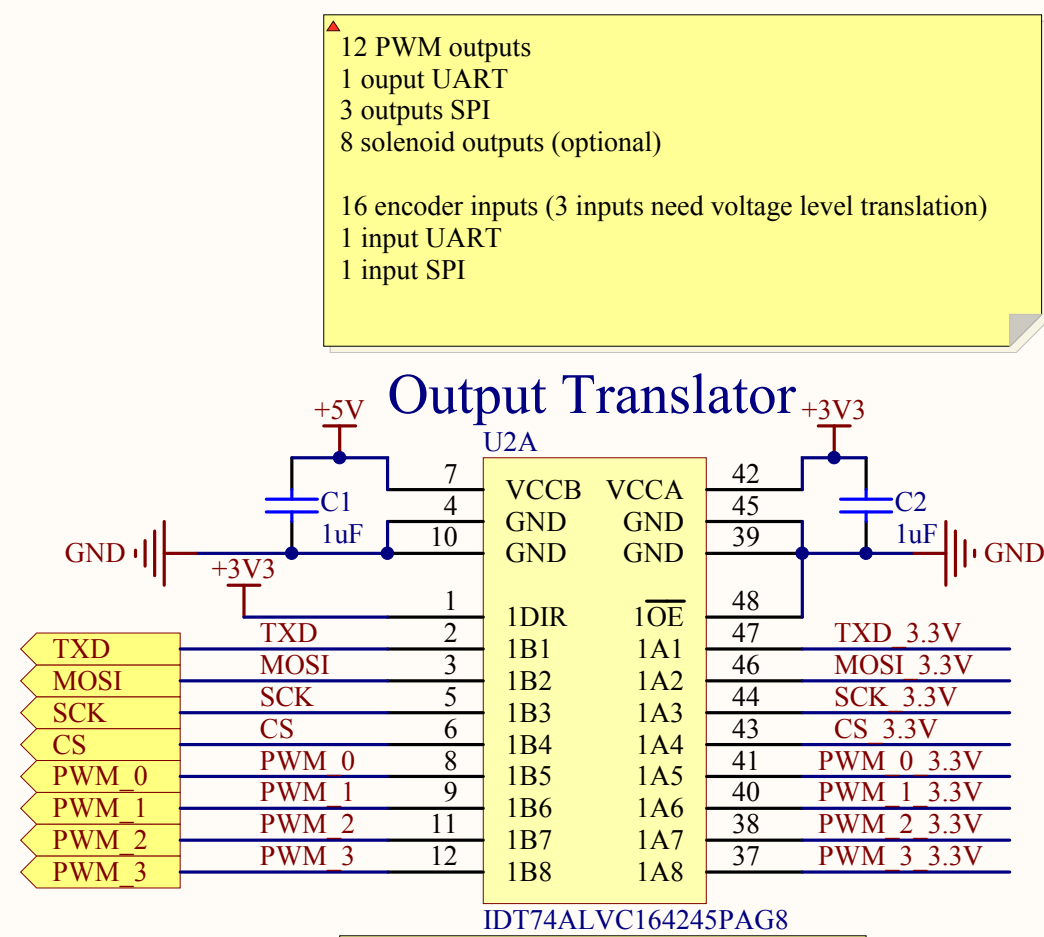 12 PWM outputs
1 ouput UART
3 outputs SPI
8 solenoid outputs (optional)
16 encoder inputs (3 inputs need voltage level translation)
1 input UART
1 input SPI
Output Translator
+5V
+3V3
U2A
7 VCCB VCCA 42
4 GND GND 45
10 GND GND 39
C1
1uF
C2
1uF
GND
GND
+3V3
1 1DIR 1OE 48
TXD TXD 2 1B1 1A1 47 TXD_3.3V
MOSI MOSI 3 1B2 1A2 46 MOSI_3.3V
SCK SCK 5 1B3 1A3 44 SCK_3.3V
CS CS 6 1B4 1A4 43 CS_3.3V
PWM_0 PWM_0 8 1B5 1A5 41 PWM_0_3.3V
PWM_1 PWM_1 9 1B6 1A6 40 PWM_1_3.3V
PWM_2 PWM_2 11 1B7 1A7 38 PWM_2_3.3V
PWM_3 PWM_3 12 1B8 1A8 37 PWM_3_3.3V
IDT74ALVC164245PAG8